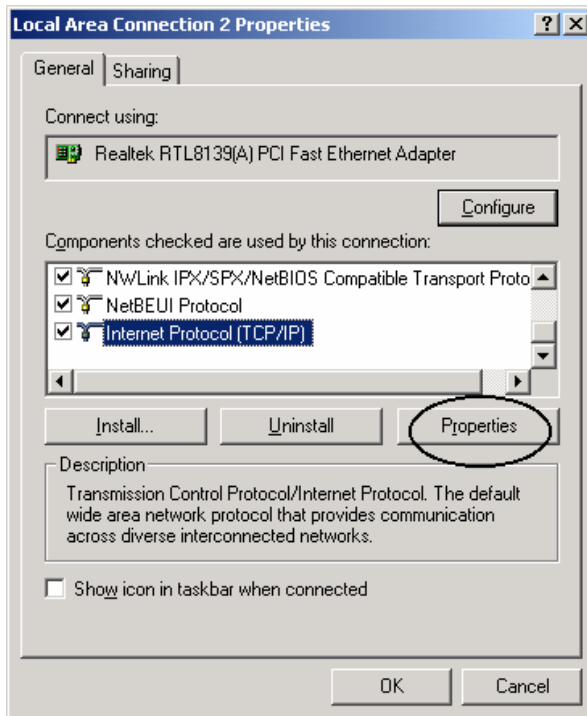 Local Area Connection 2 Properties
General
Sharing
Connect using:
Realtek RTL8139(A) PCI Fast Ethernet Adapter
Configure
Components checked are used by this connection:
NWLink IPX/SPX/NetBIOS Compatible Transport Proto
NetBEUI Protocol
Internet Protocol (TCP/IP)
Install...
Uninstall
Properties
Description
Transmission Control Protocol/Internet Protocol. The default
wide area network protocol that provides communication
across diverse interconnected networks.
Show icon in taskbar when connected
OK
Cancel